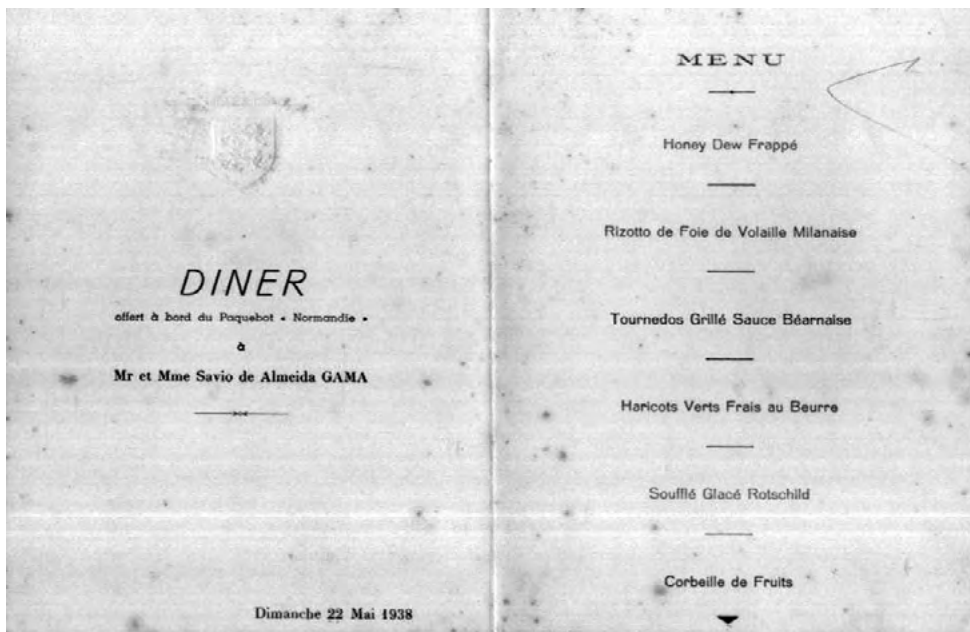 DINER
offert à bord du Paquebot « Normandie »
à
Mr et Mme Savio de Almeida GAMA
Dimanche 22 Mai 1938
MENU
Honey Dew Frappé
Rizotto de Foie de Volaille Milanaise
Tournedos Grillé Sauce Béarnaise
Haricots Verts Frais au Beurre
Soufflé Glacé Rotschild
Corbeille de Fruits